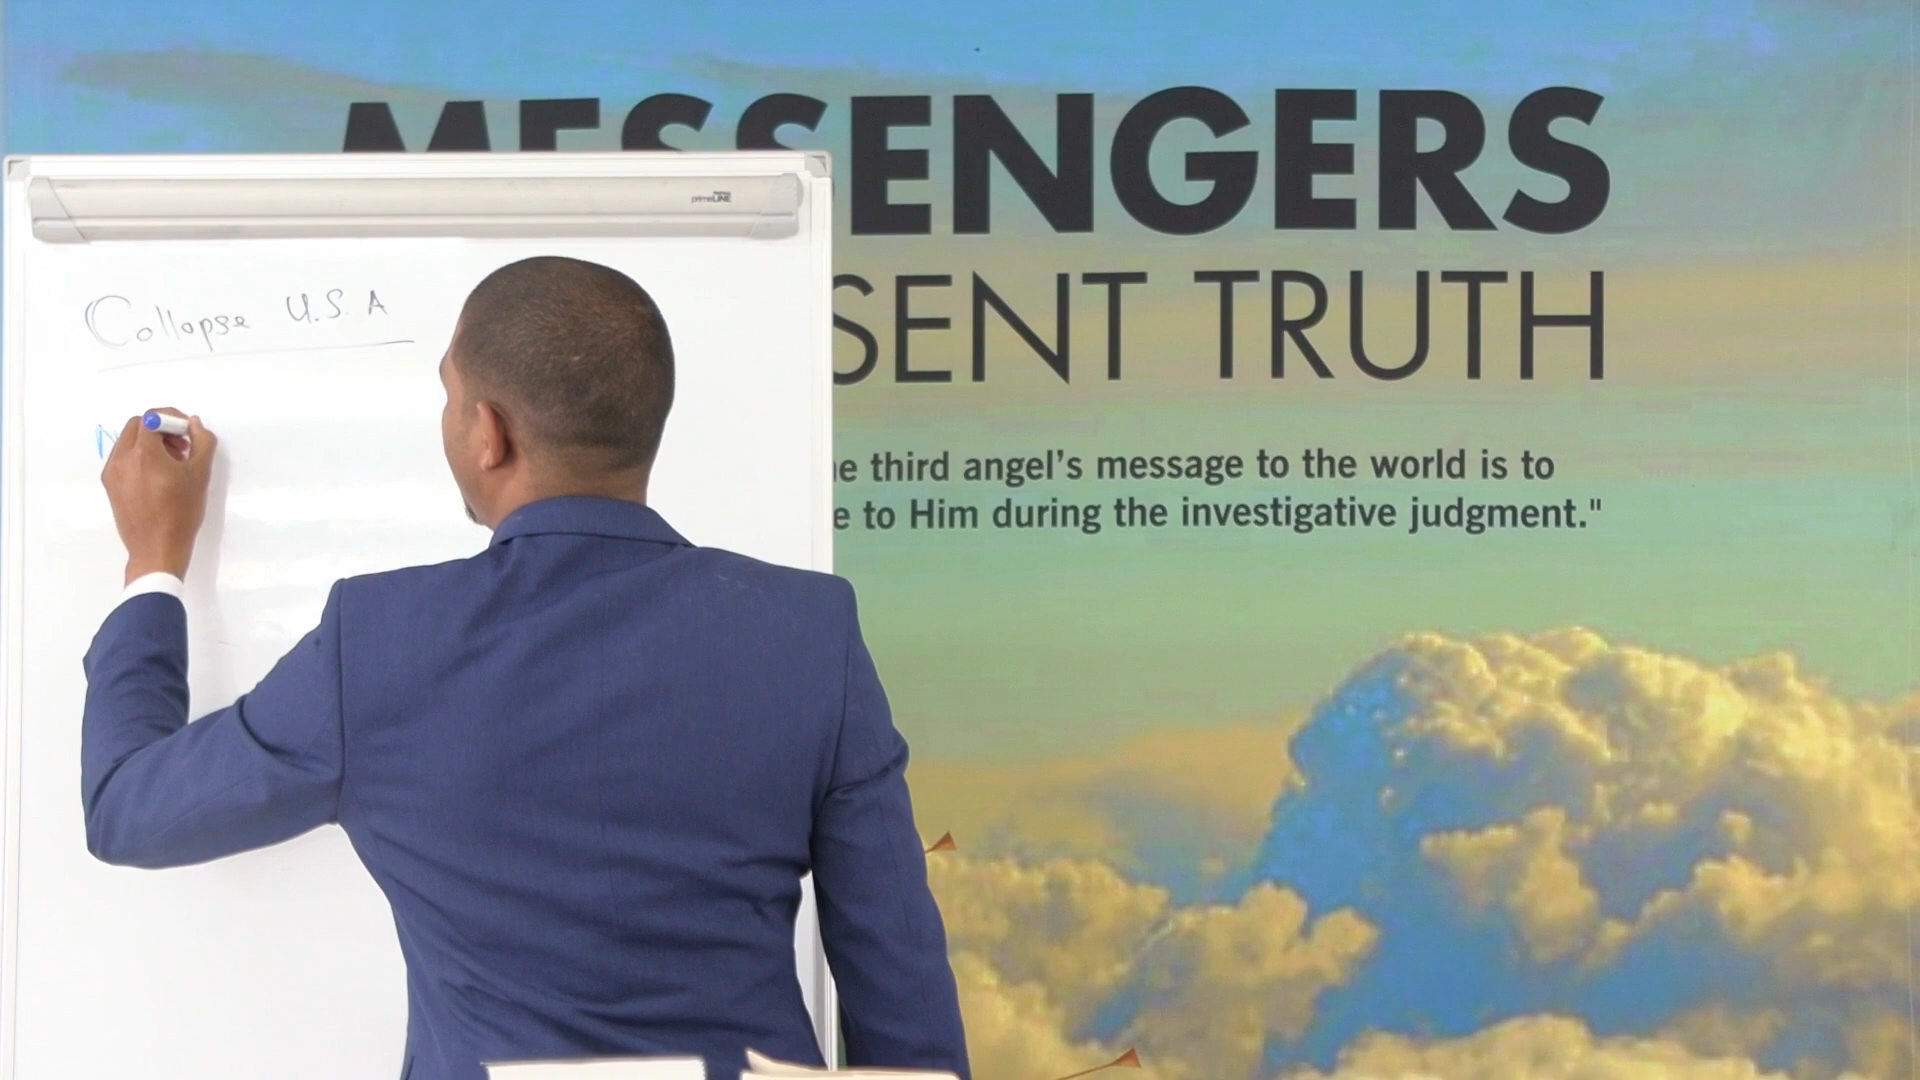 MESSENGERS
SENT TRUTH
third angel's message to the world is to
to Him during the investigative judgment."
primeLINE
Collapse U.S.A